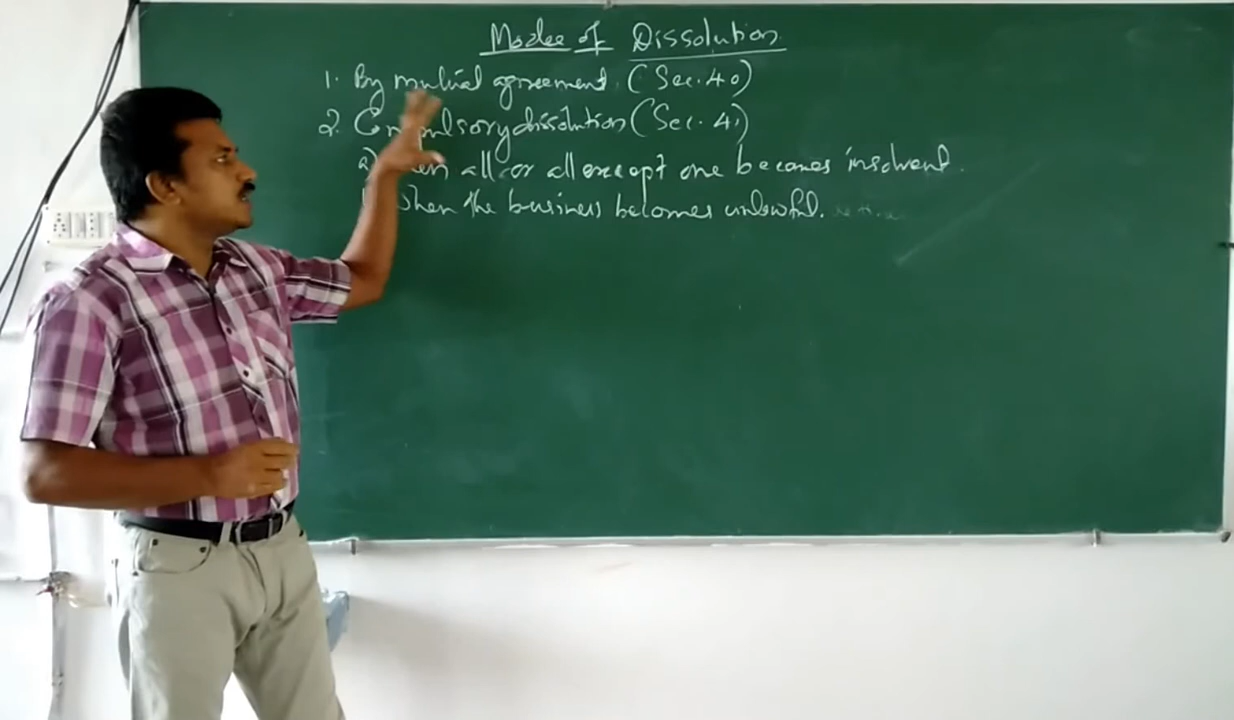 Modes of Dissolution
1. By mutual agreement. (Sec. 40)
2. Compulsory dissolution (Sec. 41)
a) When all or all except one becomes insolvent.
When the business becomes unlawful.